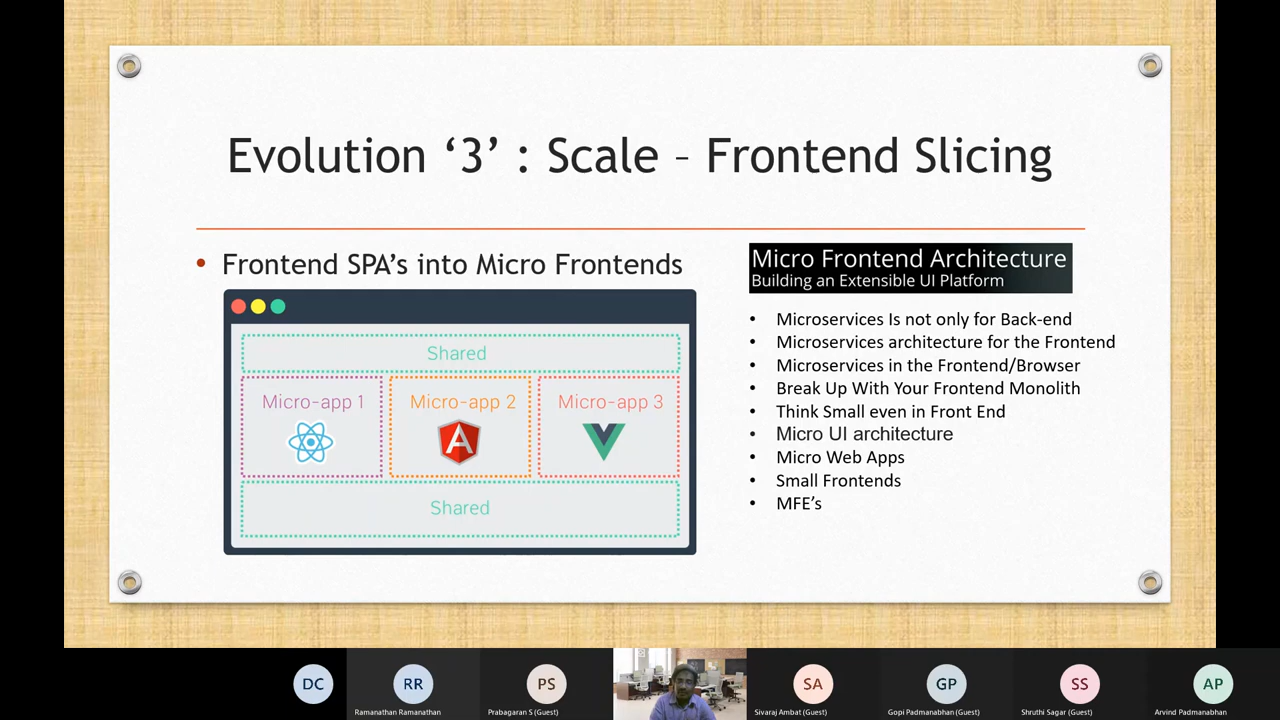 Evolution ‘3’ : Scale – Frontend Slicing
• Frontend SPA’s into Micro Frontends
Shared
Micro-app 1
Micro-app 2
Micro-app 3
Shared
Micro Frontend Architecture
Building an Extensible UI Platform
• Microservices Is not only for Back-end
• Microservices architecture for the Frontend
• Microservices in the Frontend/Browser
• Break Up With Your Frontend Monolith
• Think Small even in Front End
• Micro UI architecture
• Micro Web Apps
• Small Frontends
• MFE’s
DC
RR
PS
SA
GP
SS
AP
Ramanathan Ramanathan
Prabagaran S (Guest)
Sivaraj Ambat (Guest)
Gopi Padmanabhan (Guest)
Shruthi Sagar (Guest)
Arvind Padmanabhan